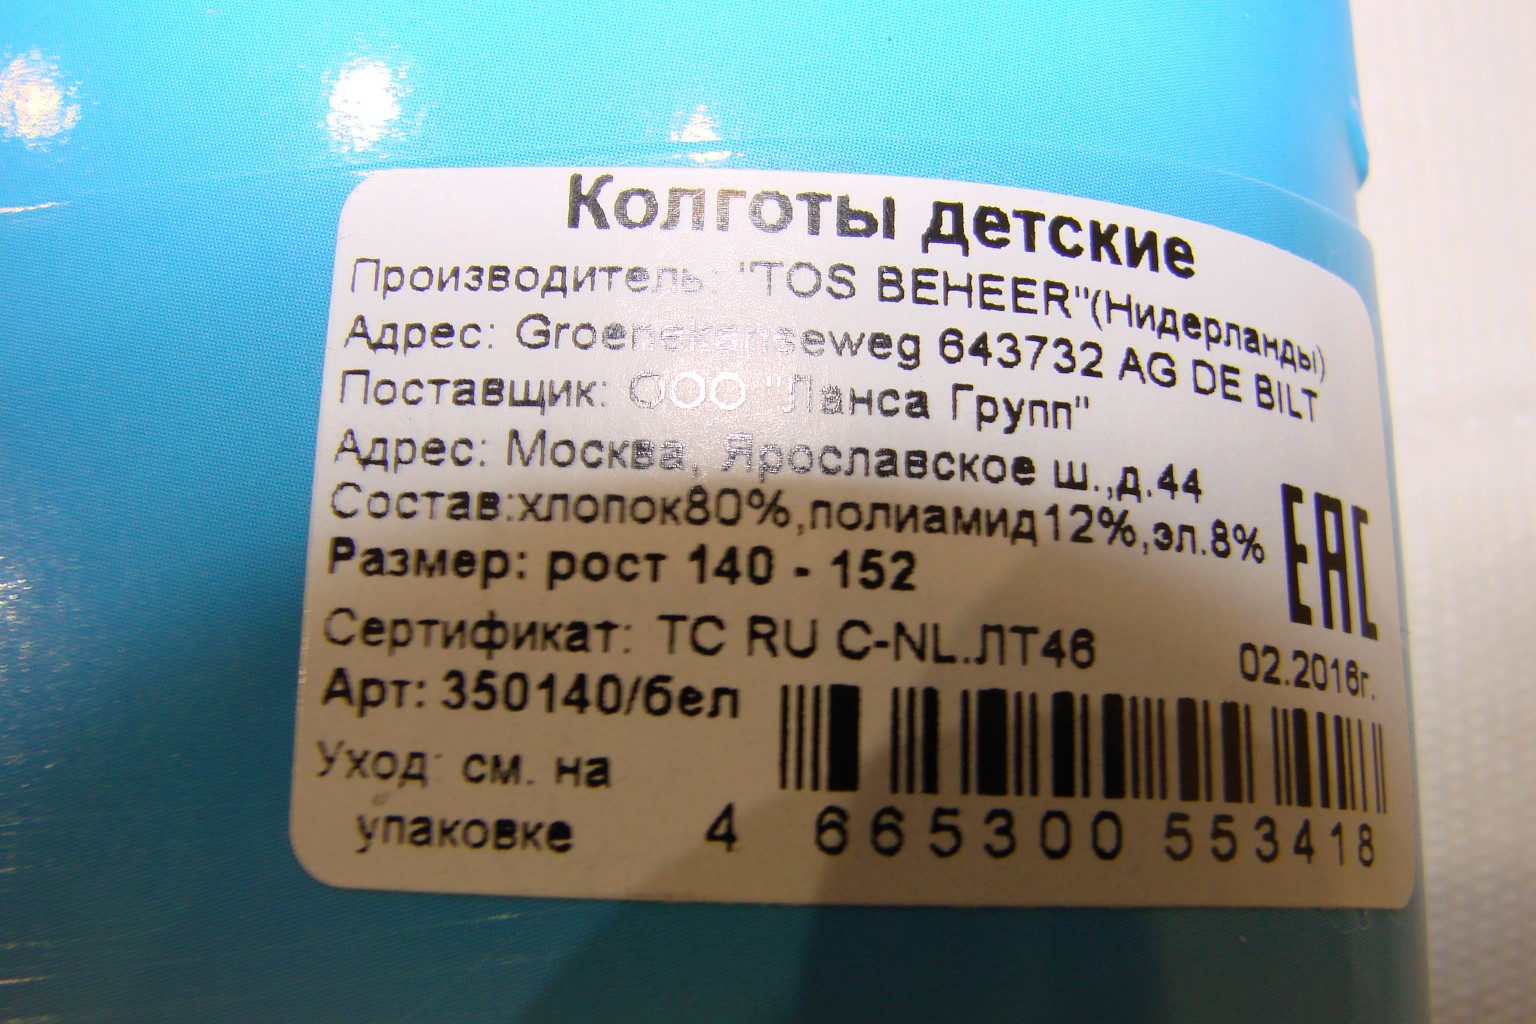 Колготы детские
Производитель: "TOS BEHEER"(Нидерланды)
Адрес: Groenekanseweg 643732 AG DE BILT
Поставщик: ООО "Ланса Групп"
Адрес: Москва, Ярославское ш.,д.44
Состав:хлопок80%,полиамид12%,эл.8%
Размер: рост 140 - 152
EAC
Сертификат: ТС RU C-NL.ЛТ46
02.2016г.
Арт: 350140/бел
Уход: см. на
упаковке
4 665300 553418